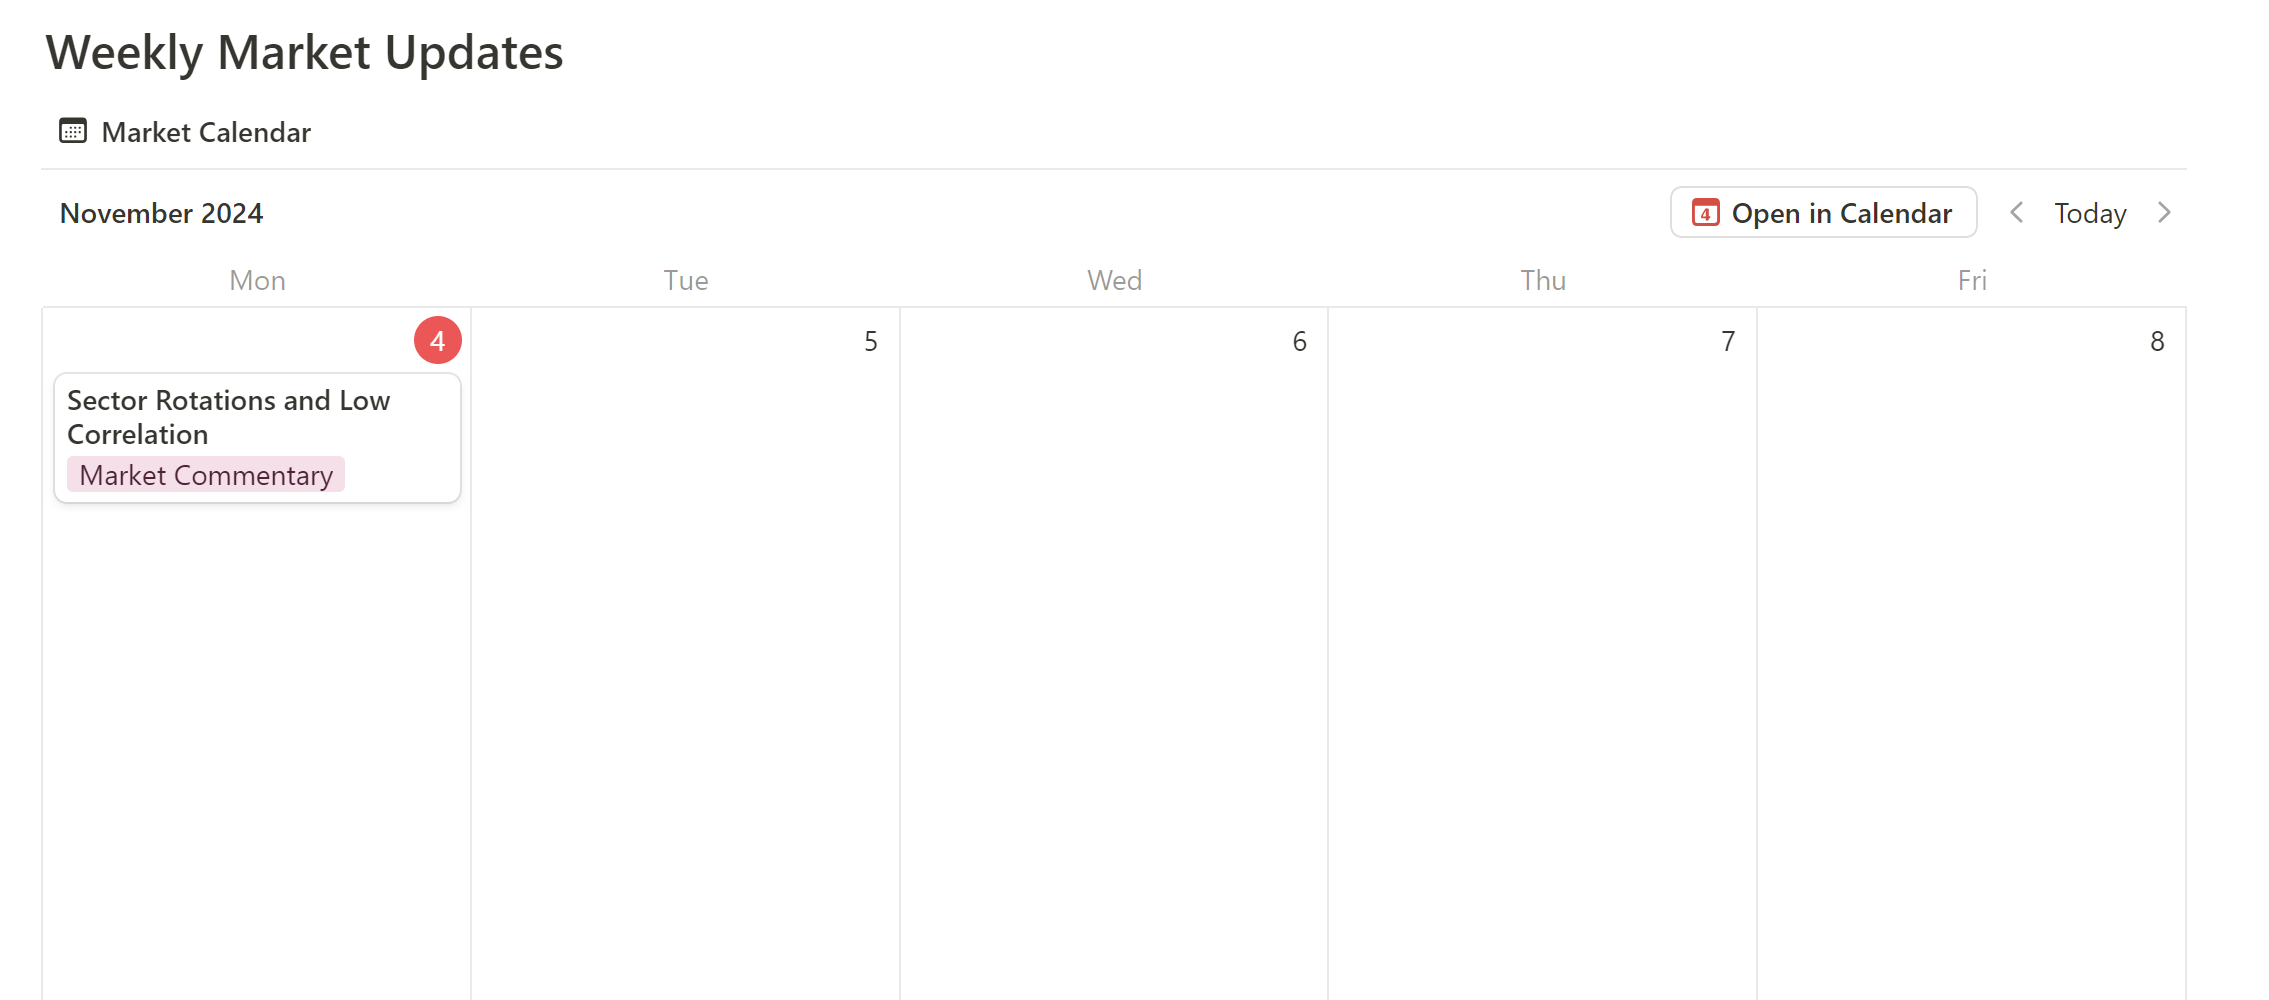 Weekly Market Updates
Market Calendar
November 2024
4 Open in Calendar Today
Mon Tue Wed Thu Fri
4 5 6 7 8
Sector Rotations and Low
Correlation
Market Commentary